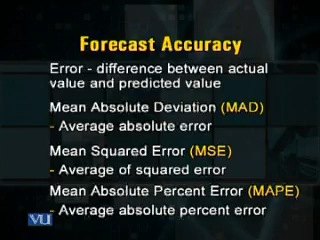 Forecast Accuracy
Error - difference between actual
value and predicted value
Mean Absolute Deviation (MAD)
- Average absolute error
Mean Squared Error (MSE)
- Average of squared error
Mean Absolute Percent Error (MAPE)
- Average absolute percent error
VU